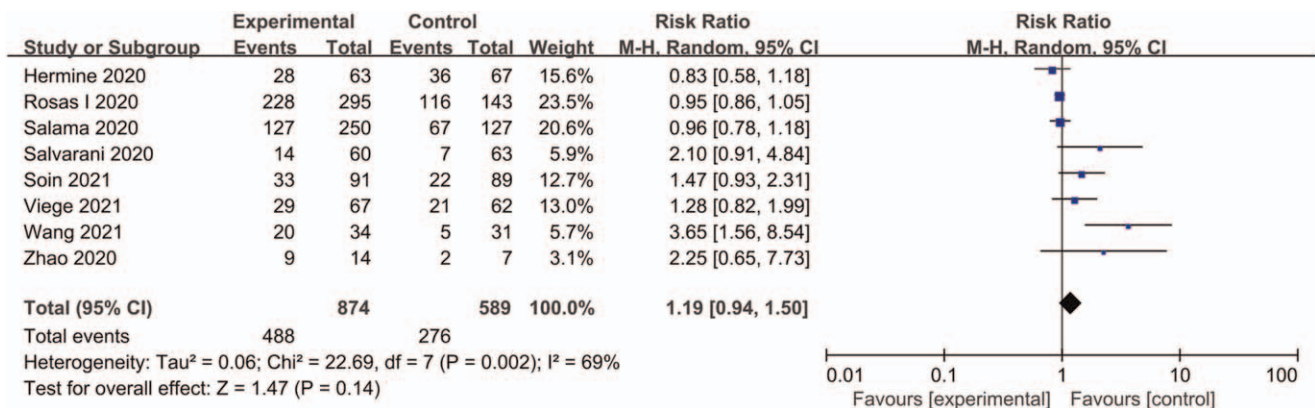 Experimental Control Risk Ratio Risk Ratio
Study or Subgroup Events Total Events Total Weight M-H, Random, 95% CI M-H, Random, 95% CI
Hermine 2020 28 63 36 67 15.6% 0.83 [0.58, 1.18]
Rosas I 2020 228 295 116 143 23.5% 0.95 [0.86, 1.05]
Salama 2020 127 250 67 127 20.6% 0.96 [0.78, 1.18]
Salvarani 2020 14 60 7 63 5.9% 2.10 [0.91, 4.84]
Soin 2021 33 91 22 89 12.7% 1.47 [0.93, 2.31]
Viege 2021 29 67 21 62 13.0% 1.28 [0.82, 1.99]
Wang 2021 20 34 5 31 5.7% 3.65 [1.56, 8.54]
Zhao 2020 9 14 2 7 3.1% 2.25 [0.65, 7.73]
Total (95% CI) 874 589 100.0% 1.19 [0.94, 1.50]
Total events 488 276
Heterogeneity: Tau² = 0.06; Chi² = 22.69, df = 7 (P = 0.002); I² = 69%
Test for overall effect: Z = 1.47 (P = 0.14)
0.01 0.1 1 10 100
Favours [experimental] Favours [control]